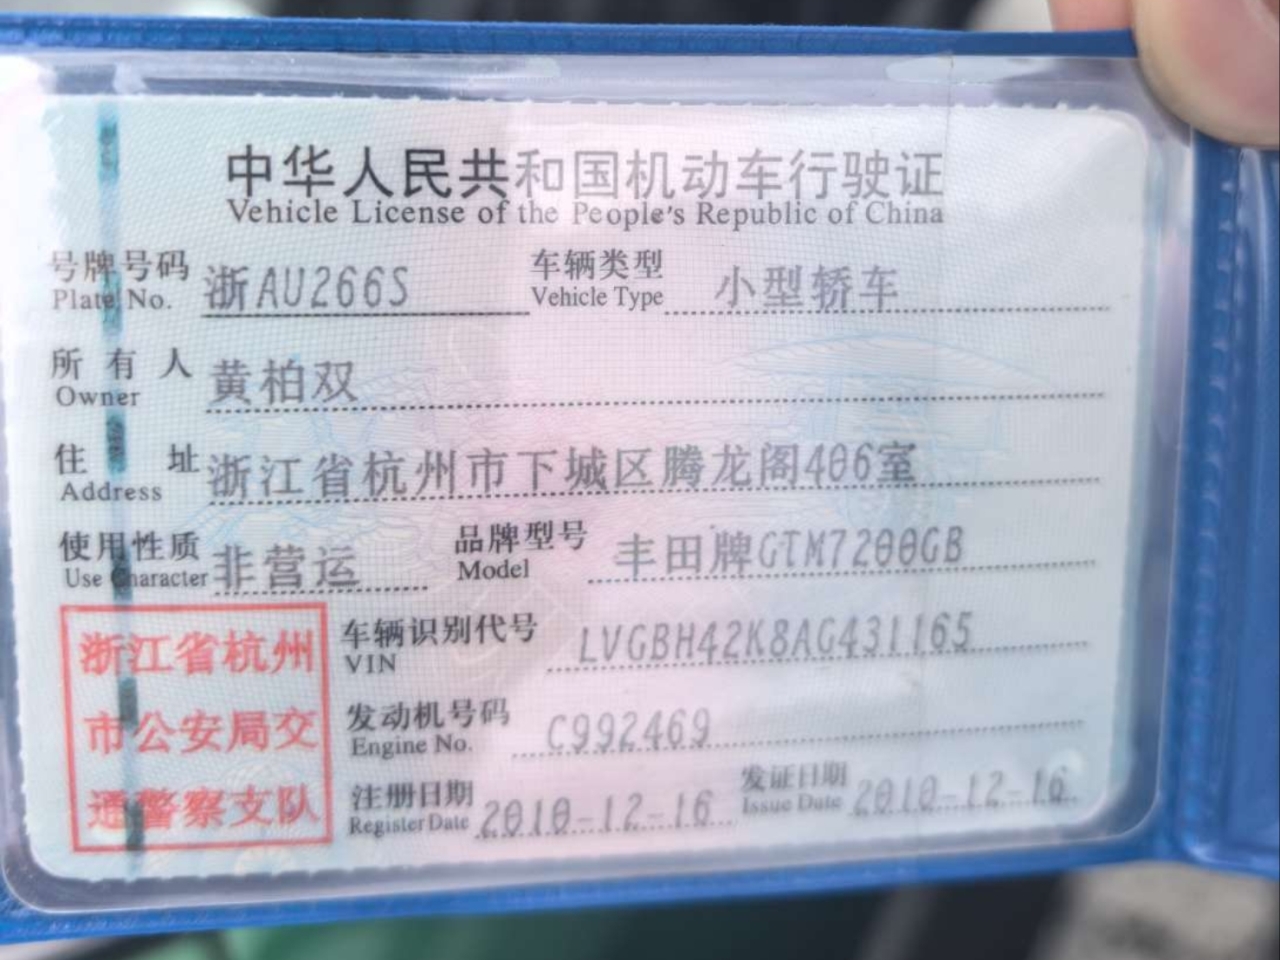 中华人民共和国机动车行驶证
Vehicle License of the People's Republic of China
号牌号码 浙AU266S 车辆类型 小型轿车
Plate No. Vehicle Type
所有人 黄柏双
Owner
住址 浙江省杭州市下城区腾龙阁406室
Address
使用性质 非营运 品牌型号 丰田牌GTM7200GB
Use Character Model
车辆识别代号 LVGBH42K8AG431165
VIN
发动机号码 C992469
Engine No.
注册日期 2010-12-16 发证日期 2010-12-16
Register Date Issue Date
浙江省杭州
市公安局交
通警察支队